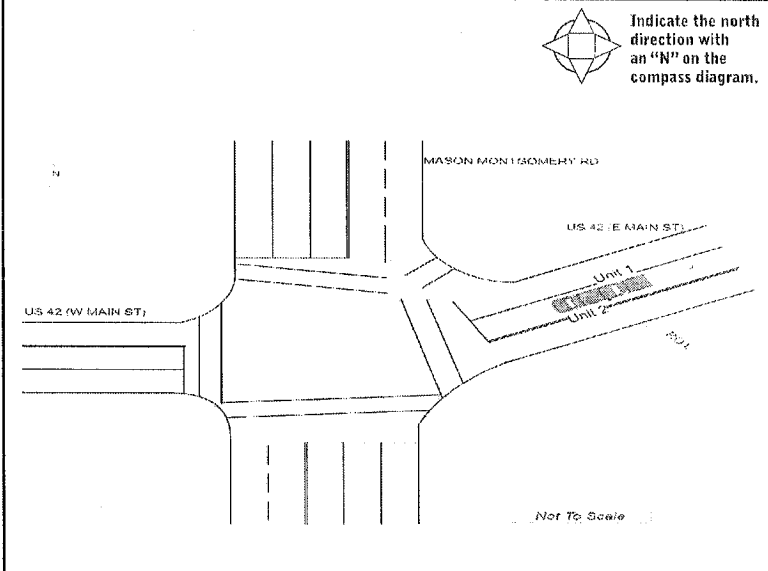 Indicate the north
direction with
an "N" on the
compass diagram.
N
MASON MONTGOMERY RD
US 42 (E MAIN ST)
Unit 1
Unit 2
US 42 (W MAIN ST)
Not To Scale